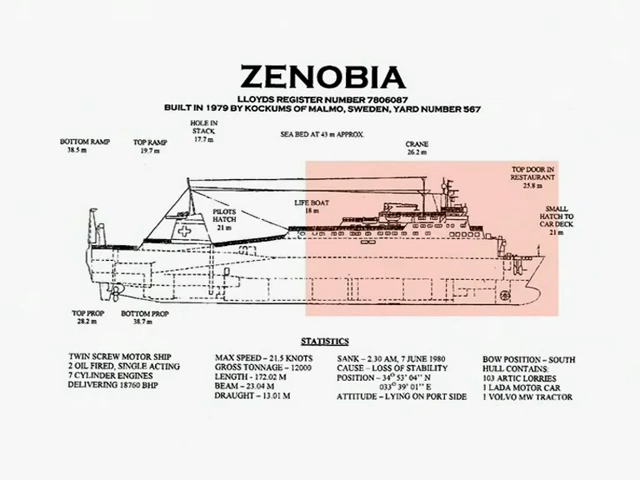 ZENOBIA
LLOYDS REGISTER NUMBER 7806087
BUILT IN 1979 BY KOCKUMS OF MALMO, SWEDEN, YARD NUMBER 567
BOTTOM RAMP
38.5 m
TOP RAMP
19.7 m
HOLE IN
STACK
17.7 m
SEA BED AT 43 m APPROX.
CRANE
26.2 m
TOP DOOR IN
RESTAURANT
25.8 m
PILOTS
HATCH
21 m
LIFE BOAT
18 m
SMALL
HATCH TO
CAR DECK
21 m
TOP PROP
28.2 m
BOTTOM PROP
38.7 m
STATISTICS
TWIN SCREW MOTOR SHIP
2 OIL FIRED, SINGLE ACTING
7 CYLINDER ENGINES
DELIVERING 18760 BHP
MAX SPEED - 21.5 KNOTS
GROSS TONNAGE - 12000
LENGTH - 172.02 M
BEAM - 23.04 M
DRAUGHT - 13.01 M
SANK - 2.30 AM, 7 JUNE 1980
CAUSE - LOSS OF STABILITY
POSITION - 34° 53' 04" N
033° 39' 01" E
ATTITUDE - LYING ON PORT SIDE
BOW POSITION - SOUTH
HULL CONTAINS:
103 ARTIC LORRIES
1 LADA MOTOR CAR
1 VOLVO MW TRACTOR